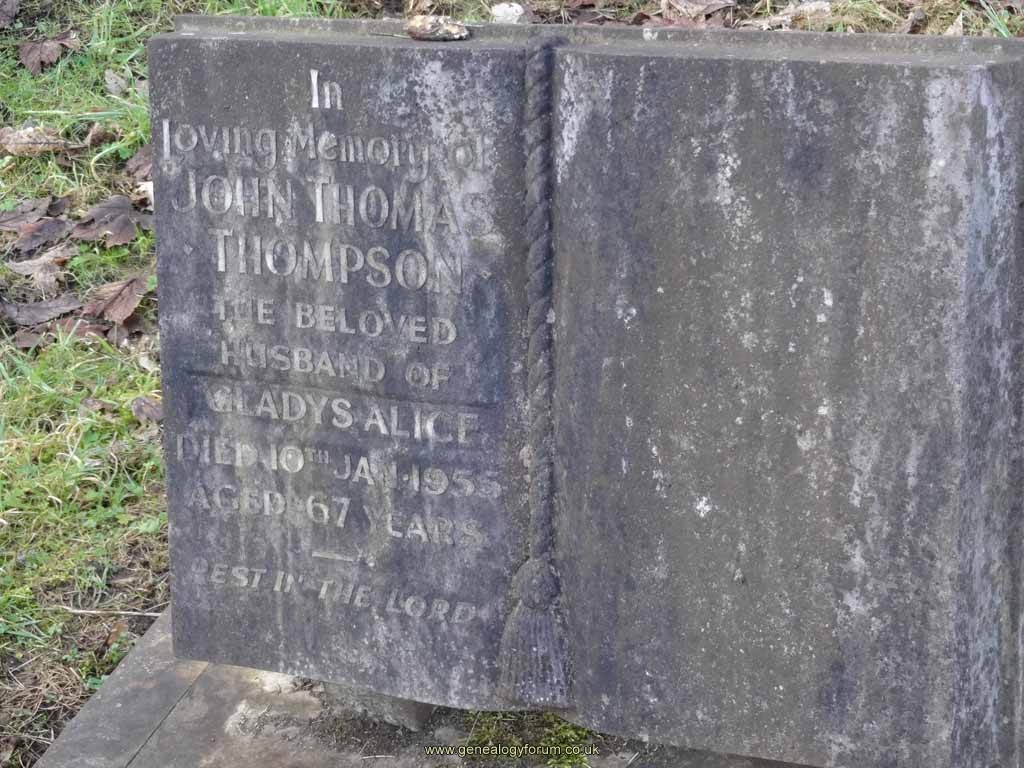 In
loving Memory of
JOHN THOMAS
THOMPSON
THE BELOVED
HUSBAND OF
GLADYS ALICE
DIED 10TH JAN. 1955
AGED 67 YEARS
REST IN THE LORD
www.genealogyforum.co.uk